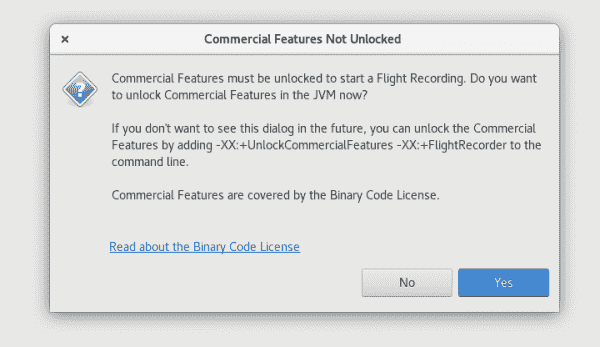 Commercial Features Not Unlocked
Commercial Features must be unlocked to start a Flight Recording. Do you want
to unlock Commercial Features in the JVM now?
If you don't want to see this dialog in the future, you can unlock the Commercial
Features by adding -XX:+UnlockCommercialFeatures -XX:+FlightRecorder to the
command line.
Commercial Features are covered by the Binary Code License.
Read about the Binary Code License
No
Yes